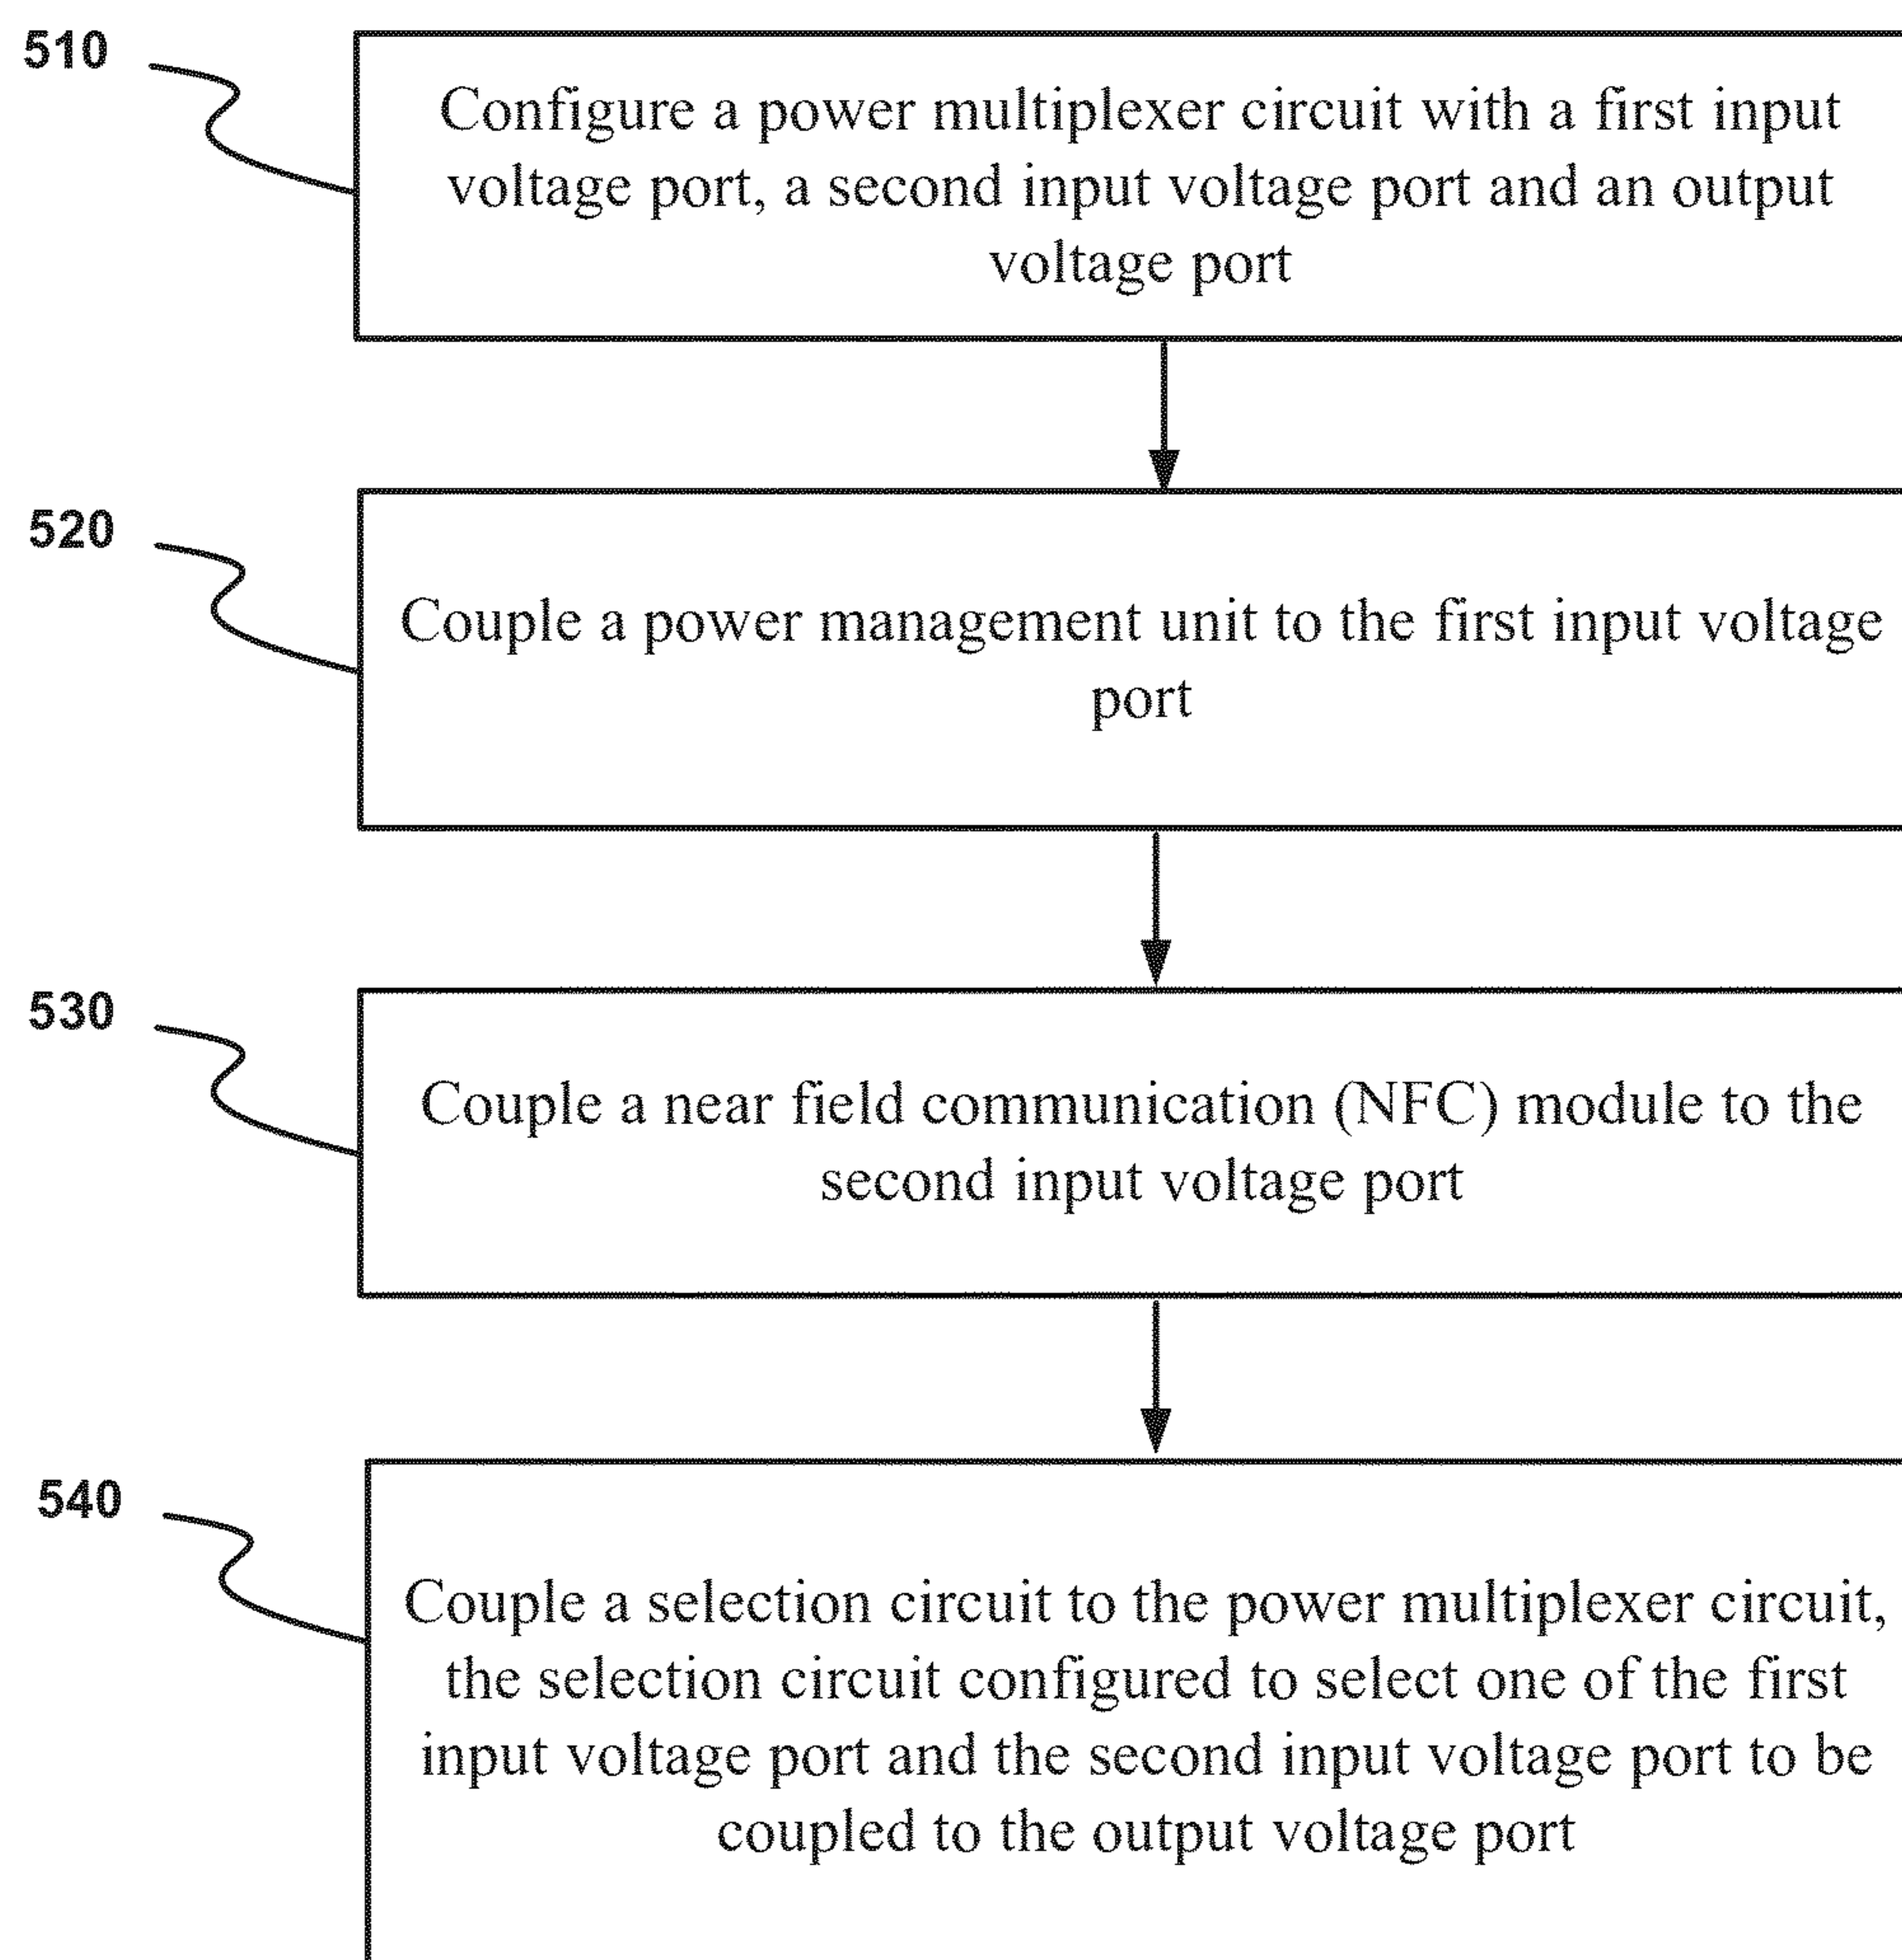 510
Configure a power multiplexer circuit with a first input
voltage port, a second input voltage port and an output
voltage port
520
Couple a power management unit to the first input voltage
port
530
Couple a near field communication (NFC) module to the
second input voltage port
540
Couple a selection circuit to the power multiplexer circuit,
the selection circuit configured to select one of the first
input voltage port and the second input voltage port to be
coupled to the output voltage port